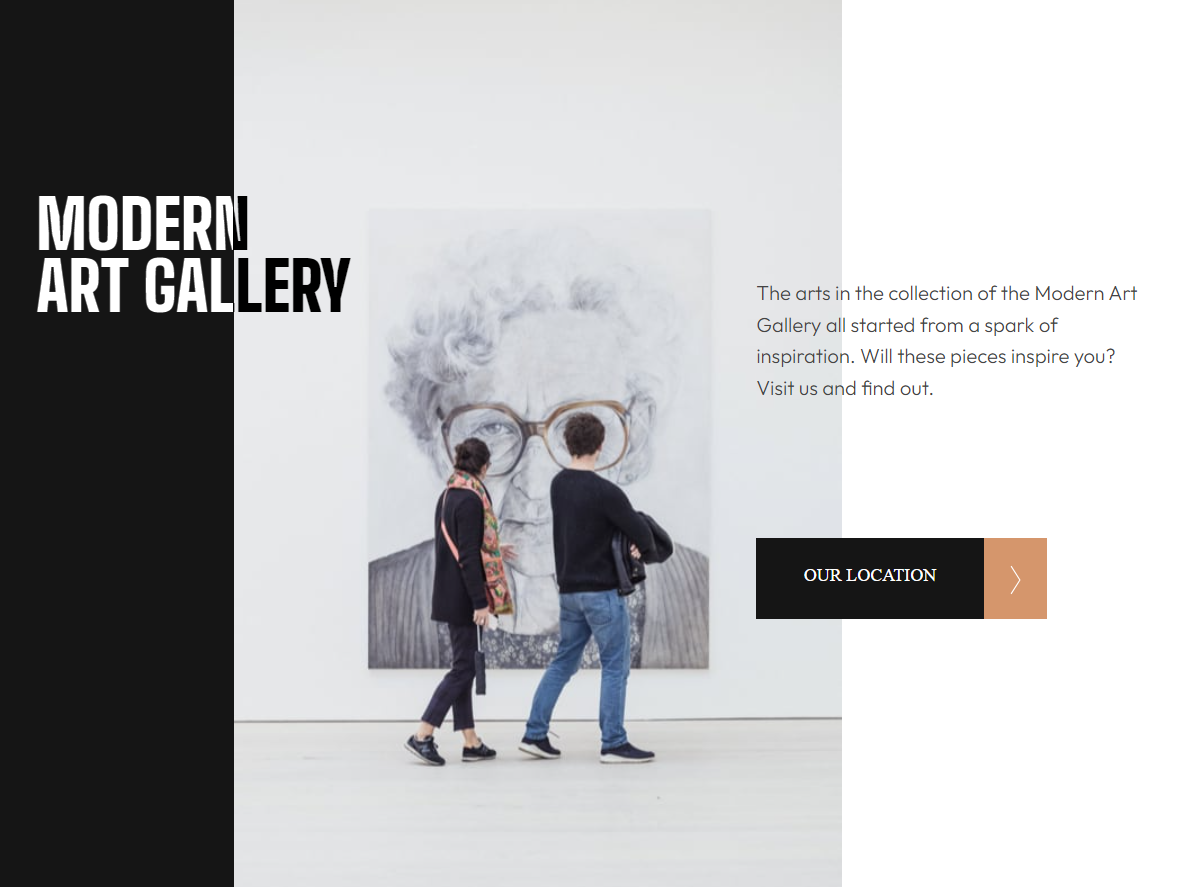 MODERN
ART GALLERY
The arts in the collection of the Modern Art
Gallery all started from a spark of
inspiration. Will these pieces inspire you?
Visit us and find out.
OUR LOCATION